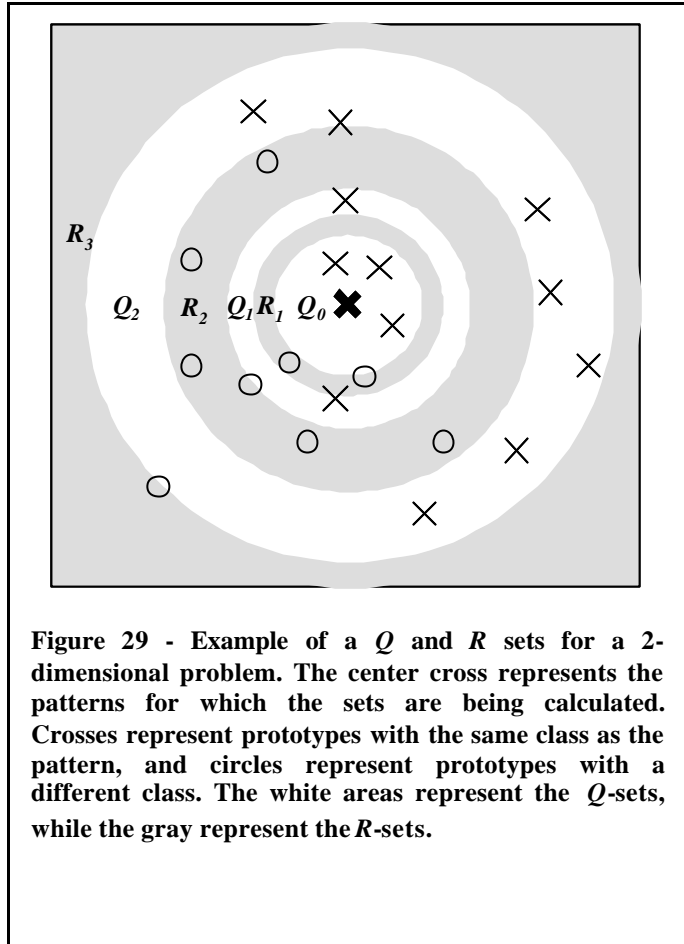 R3
Q2 R2 Q1 R1 Q0
Figure 29 - Example of a Q and R sets for a 2-
dimensional problem. The center cross represents the
patterns for which the sets are being calculated.
Crosses represent prototypes with the same class as the
pattern, and circles represent prototypes with a
different class. The white areas represent the Q-sets,
while the gray represent the R-sets.